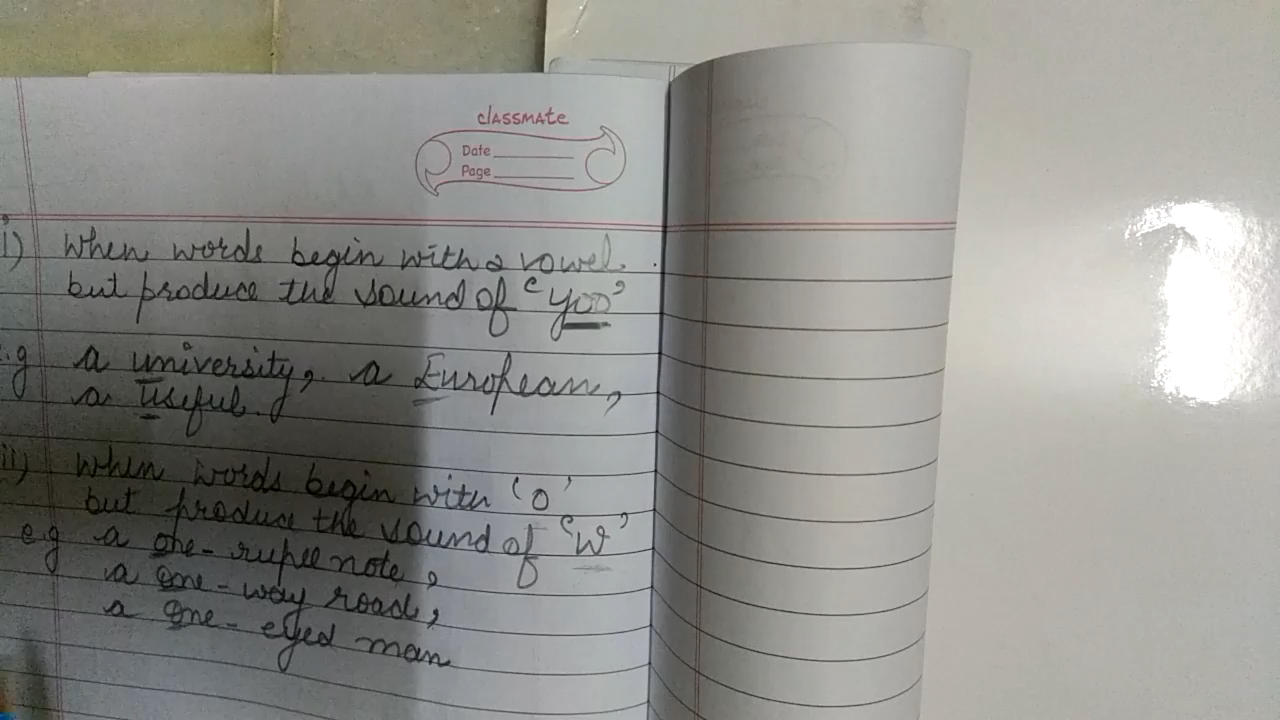 classmate
Date
Page
i) When words begin with a vowel
but produce the sound of 'yoo'
e.g a university, a European,
a useful.
ii) When words begin with 'o'
but produce the sound of 'w'
e.g a one-rupee note,
a one-way road,
a one-eyed man